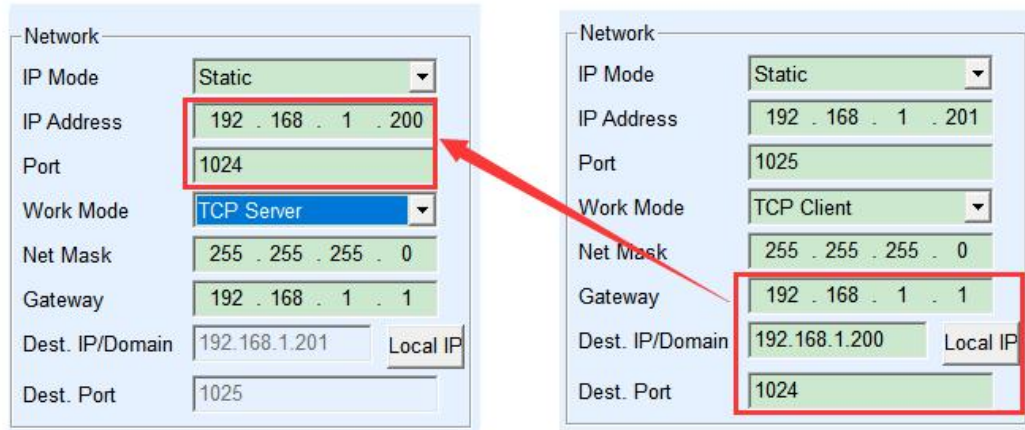 Network
IP Mode Static
IP Address 192 . 168 . 1 . 200
Port 1024
Work Mode TCP Server
Net Mask 255 . 255 . 255 . 0
Gateway 192 . 168 . 1 . 1
Dest. IP/Domain 192.168.1.201 Local IP
Dest. Port 1025
Network
IP Mode Static
IP Address 192 . 168 . 1 . 201
Port 1025
Work Mode TCP Client
Net Mask 255 . 255 . 255 . 0
Gateway 192 . 168 . 1 . 1
Dest. IP/Domain 192.168.1.200 Local IP
Dest. Port 1024